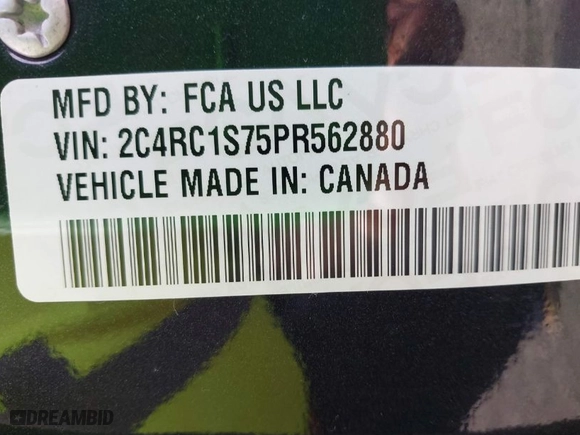 MFD BY: FCA US LLC
VIN: 2C4RC1S75PR562880
VEHICLE MADE IN: CANADA
DREAMBID